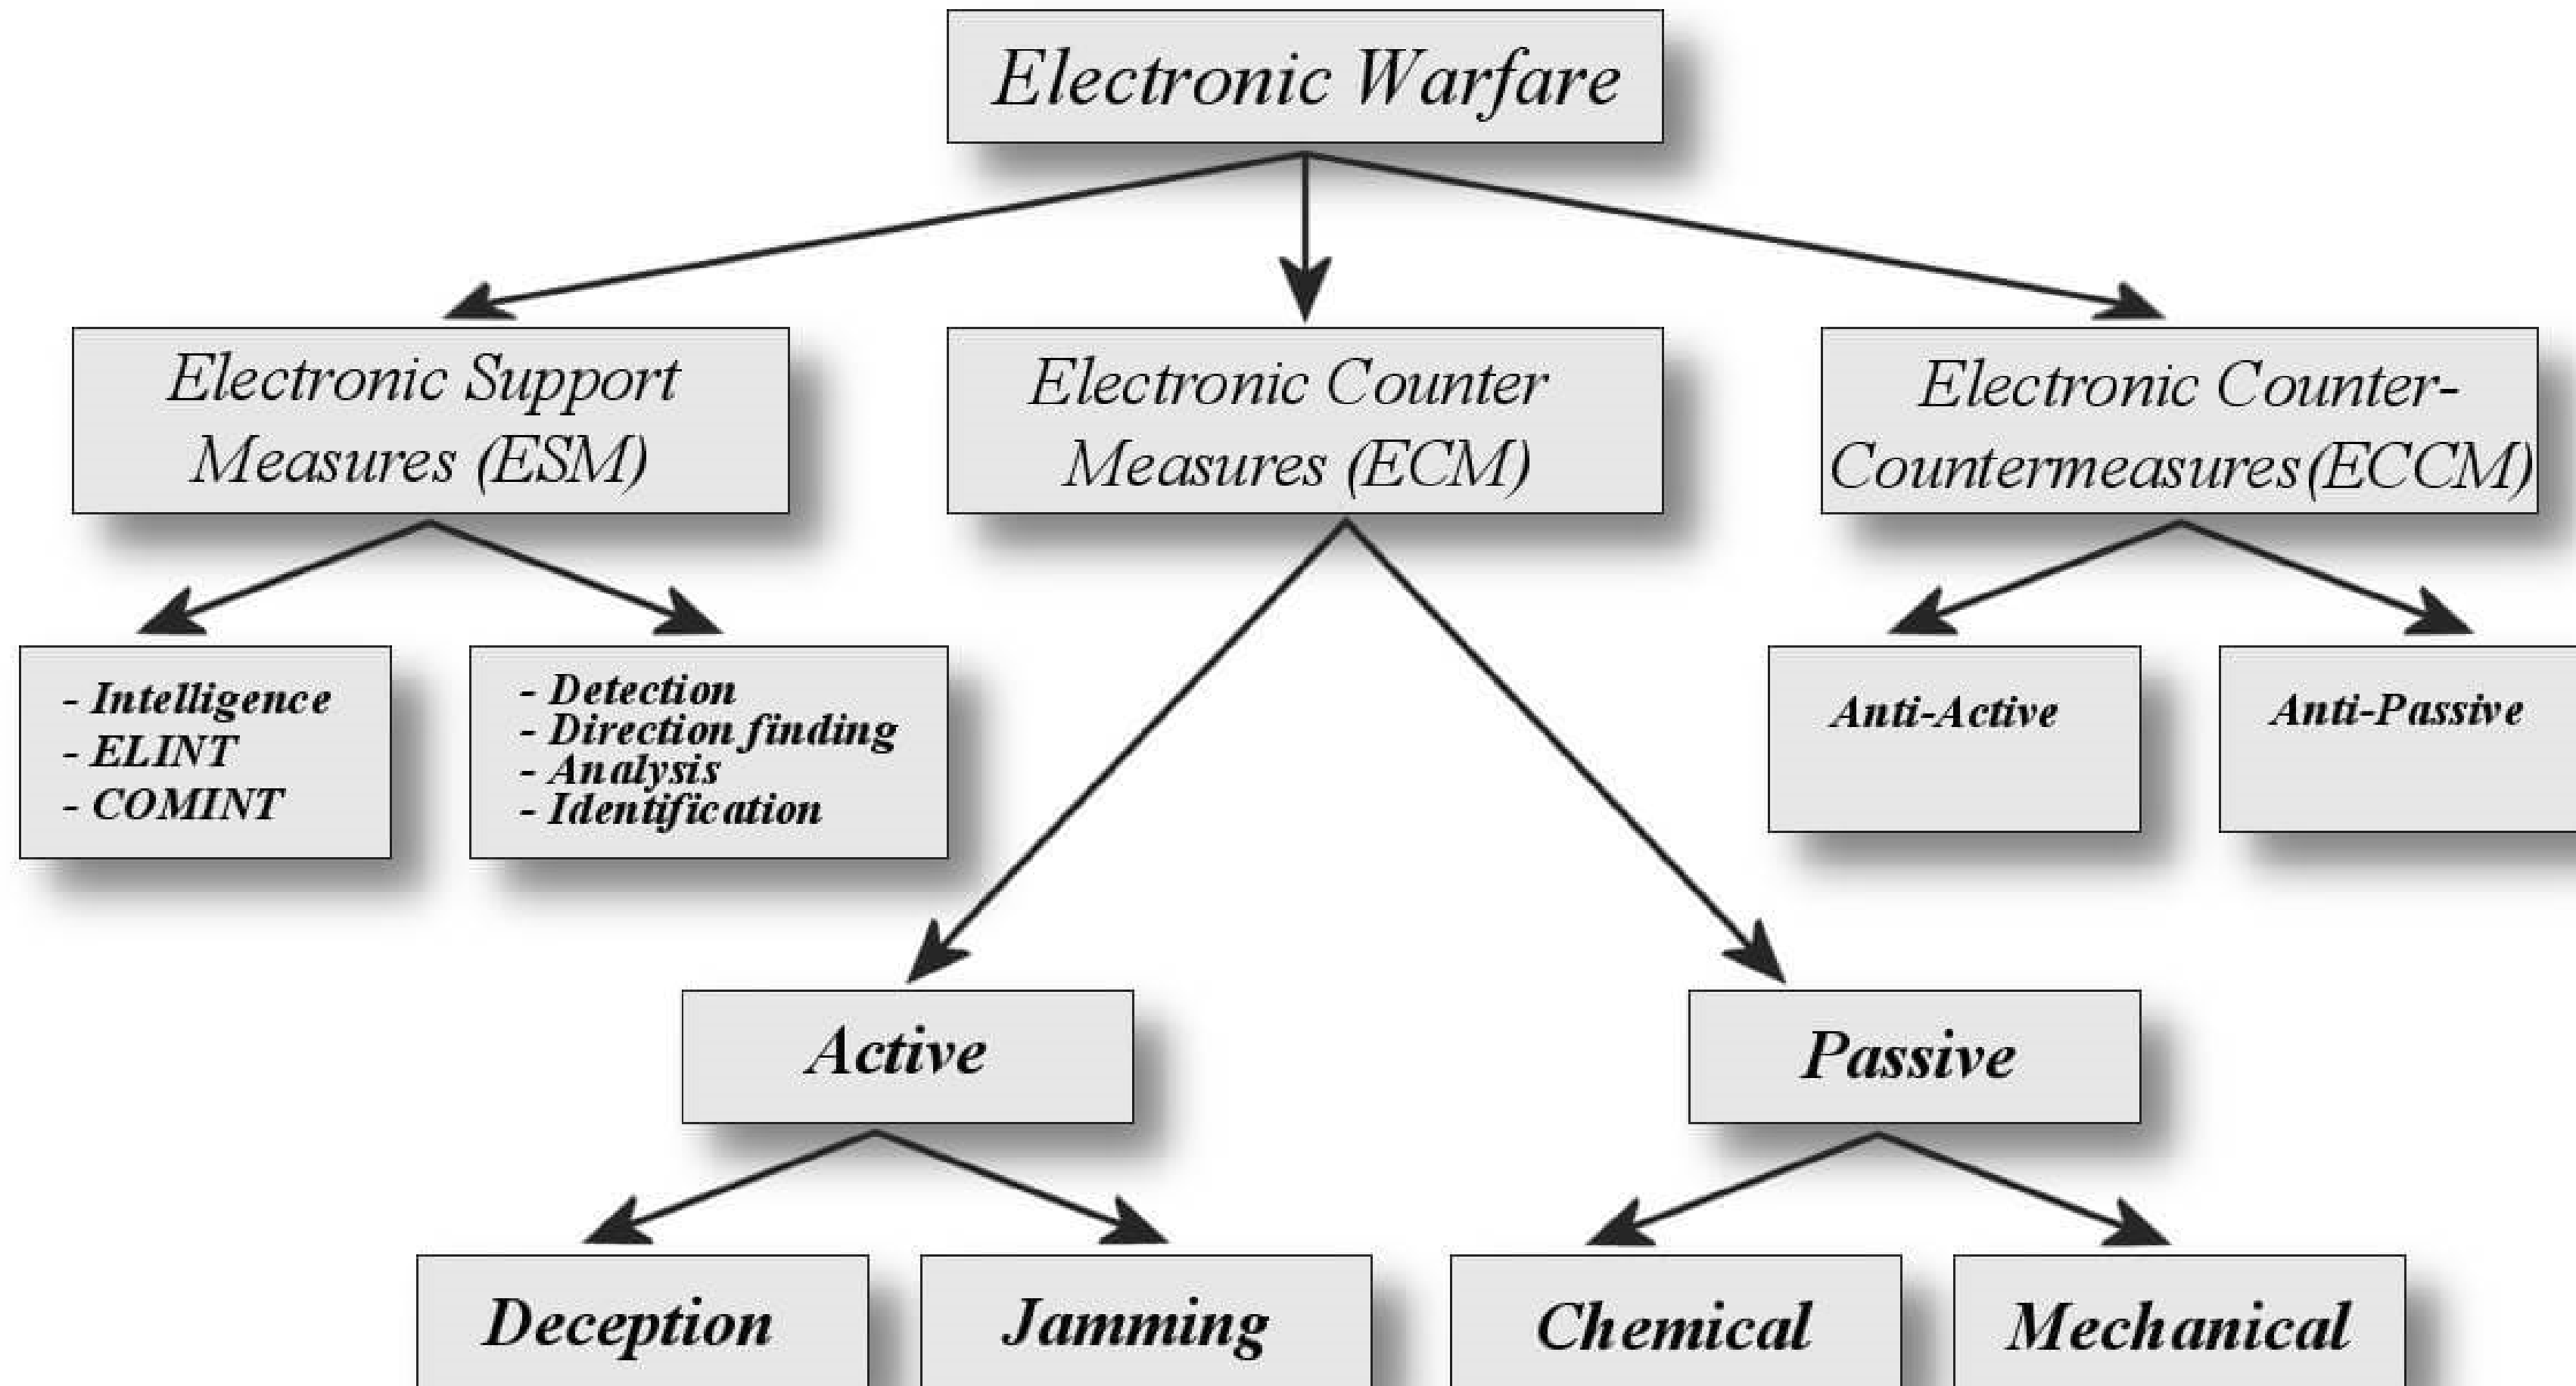 Electronic Warfare
Electronic Support
Measures (ESM)
Electronic Counter
Measures (ECM)
Electronic Counter-
Countermeasures (ECCM)
- Intelligence
- ELINT
- COMINT
- Detection
- Direction finding
- Analysis
- Identification
Anti-Active
Anti-Passive
Active
Passive
Deception
Jamming
Chemical
Mechanical